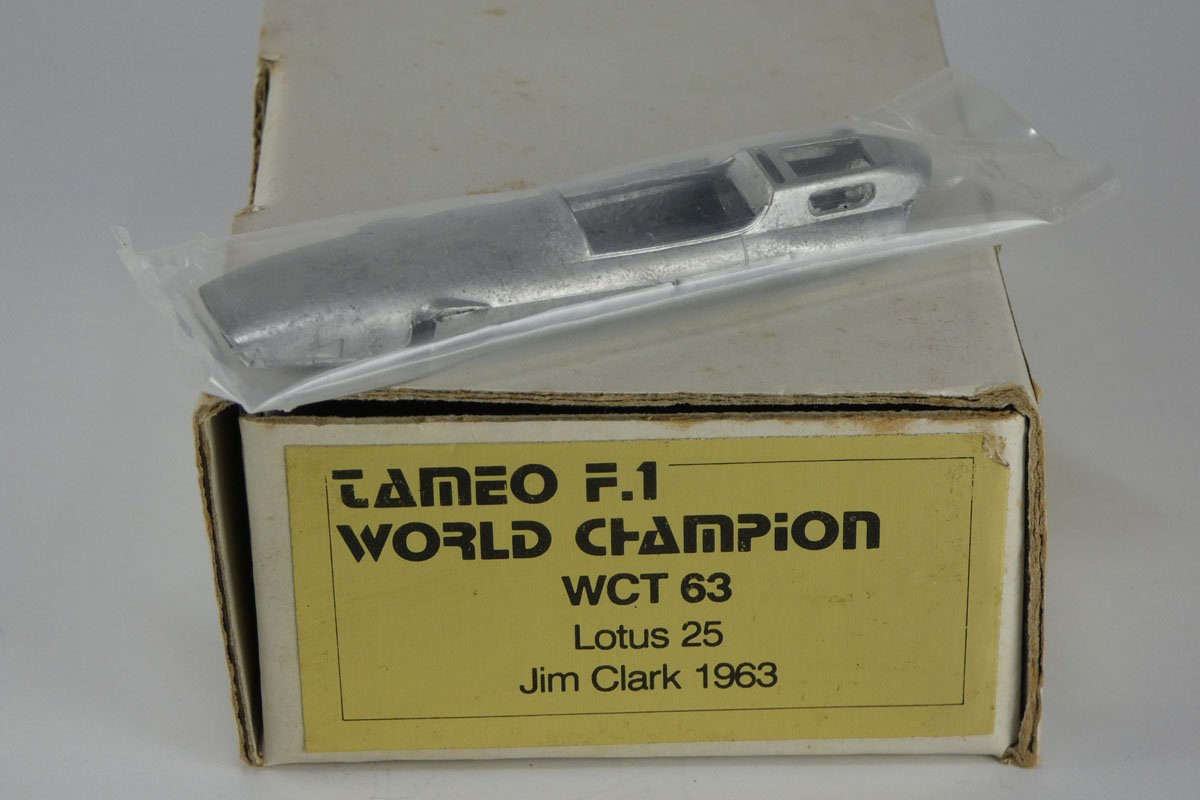 TAMEO F.1
WORLD CHAMPION
WCT 63
Lotus 25
Jim Clark 1963